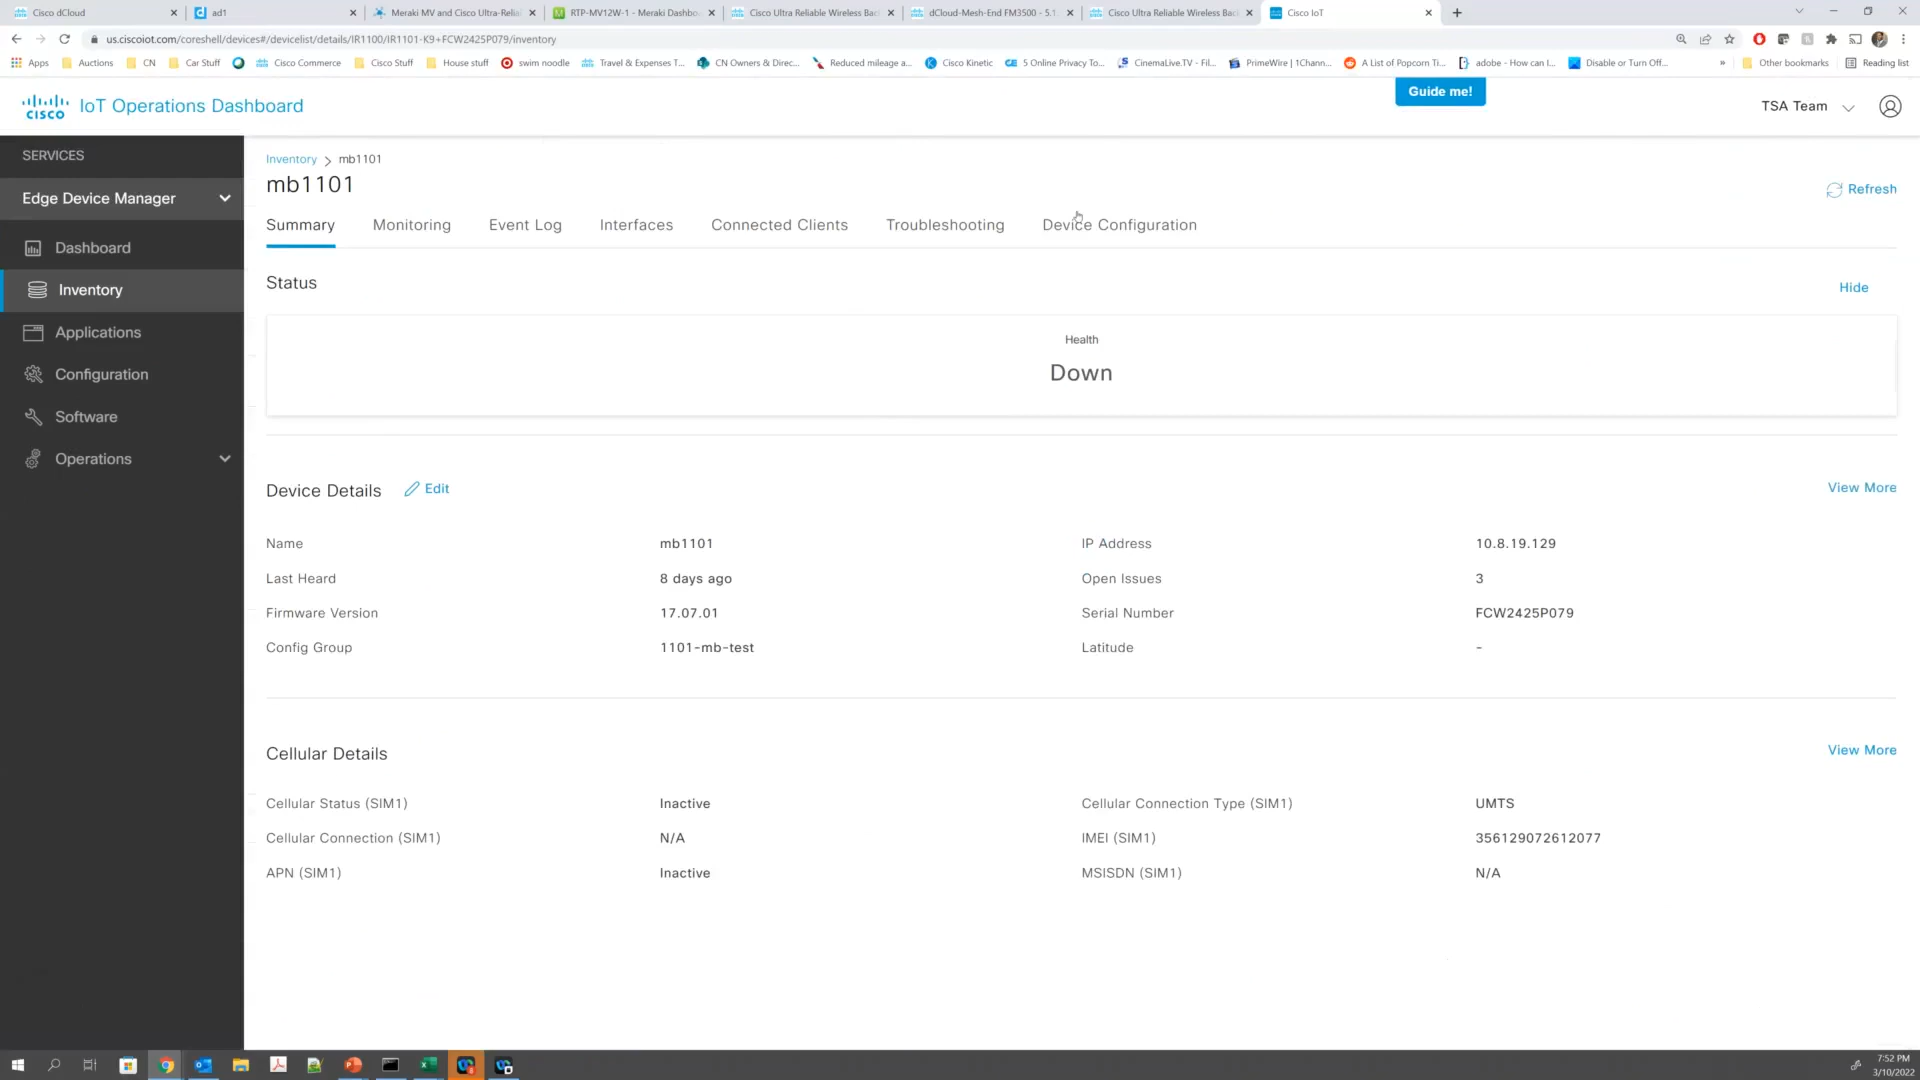 Cisco dCloud
ad1
Meraki MV and Cisco Ultra-Relia
RTP-MV12W-1 - Meraki Dashbo
Cisco Ultra Reliable Wireless Bac
dCloud-Mesh-End FM3500 - 5.1
Cisco Ultra Reliable Wireless Back
Cisco IoT
us.ciscoiot.com/coreshell/devices#/devicelist/details/IR1100/IR1101-K9+FCW2425P079/inventory
Apps
Auctions
CN
Car Stuff
Cisco Commerce
Cisco Stuff
House stuff
swim noodle
Travel & Expenses T...
CN Owners & Direc...
Reduced mileage a...
Cisco Kinetic
5 Online Privacy To...
CinemaLive.TV - Fil...
PrimeWire | 1Chann...
A List of Popcorn Ti...
adobe - How can I...
Disable or Turn Off...
»
Other bookmarks
Reading list
Guide me!
cisco
IoT Operations Dashboard
TSA Team
SERVICES
Edge Device Manager
Dashboard
Inventory
Applications
Configuration
Software
Operations
Inventory > mb1101
mb1101
Refresh
Summary
Monitoring
Event Log
Interfaces
Connected Clients
Troubleshooting
Device Configuration
Status
Hide
Health
Down
Device Details
Edit
View More
Name mb1101
IP Address 10.8.19.129
Last Heard 8 days ago
Open Issues 3
Firmware Version 17.07.01
Serial Number FCW2425P079
Config Group 1101-mb-test
Latitude -
Cellular Details
View More
Cellular Status (SIM1) Inactive
Cellular Connection Type (SIM1) UMTS
Cellular Connection (SIM1) N/A
IMEI (SIM1) 356129072612077
APN (SIM1) Inactive
MSISDN (SIM1) N/A
7:52 PM
3/10/2022